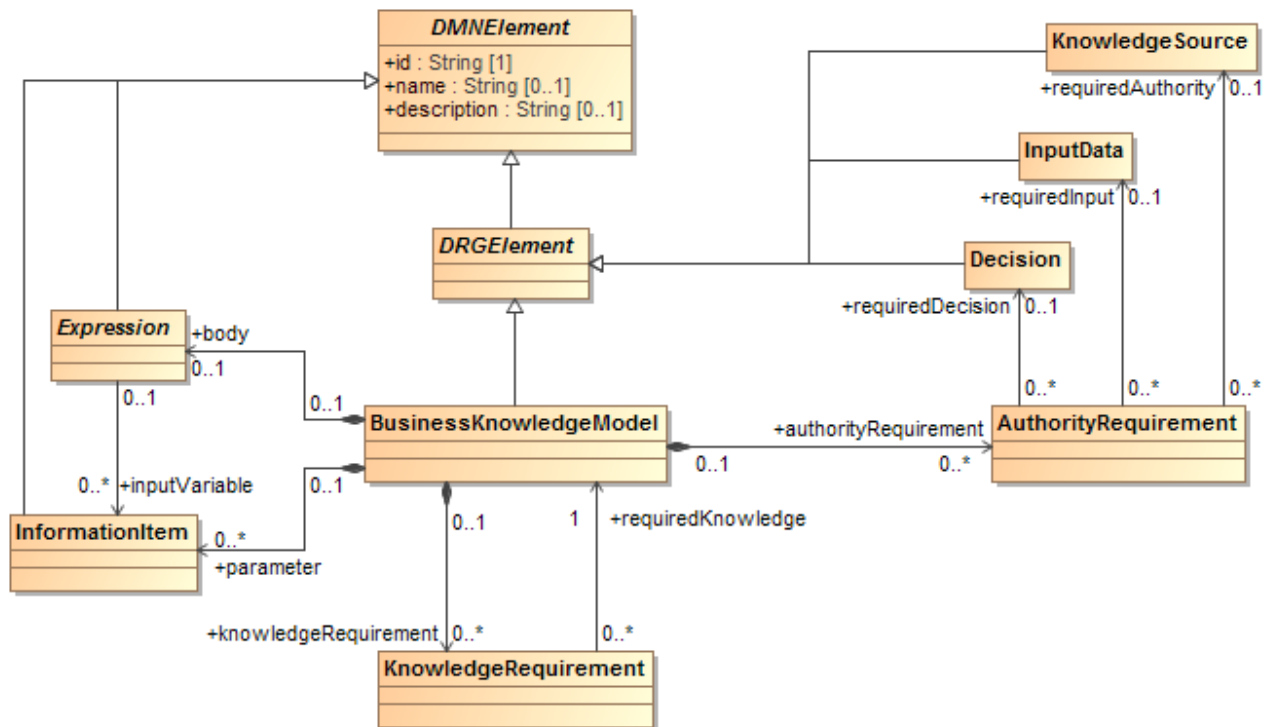 DMNElement
+id : String [1]
+name : String [0..1]
+description : String [0..1]
KnowledgeSource
+requiredAuthority
0..1
InputData
+requiredInput
0..1
DRGElement
Decision
+requiredDecision
0..1
Expression
+body
0..1
0..1
0..1
0..*
0..*
0..*
BusinessKnowledgeModel
+authorityRequirement
AuthorityRequirement
0..1
0..*
0..*
+inputVariable
0..1
0..1
1
+requiredKnowledge
InformationItem
0..*
+parameter
+knowledgeRequirement
0..*
0..*
KnowledgeRequirement